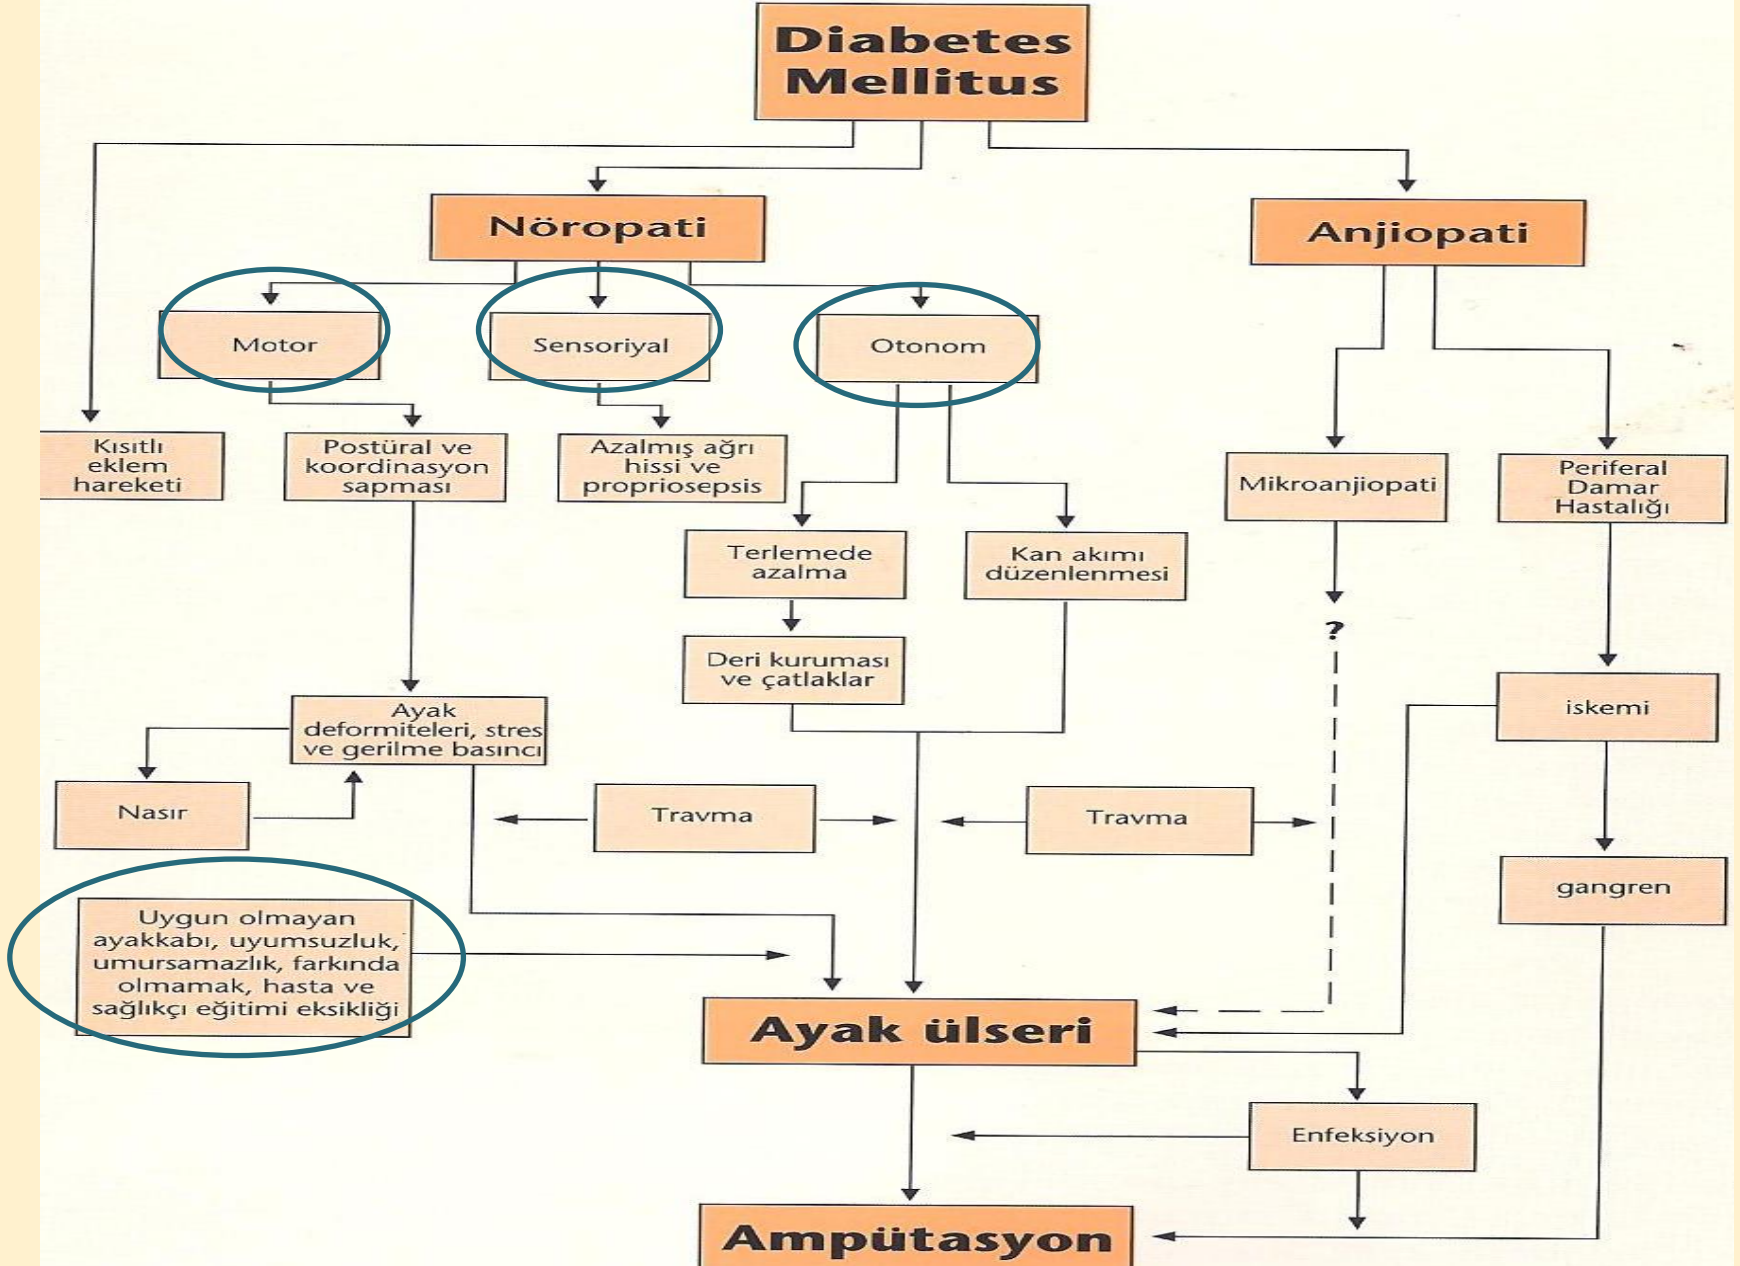 Diabetes
Mellitus
Nöropati
Anjiopati
Motor
Sensoriyal
Otonom
Kısıtlı
eklem
hareketi
Postüral ve
koordinasyon
sapması
Azalmış ağrı
hissi ve
propriosepsis
Mikroanjiopati
Periferal
Damar
Hastalığı
Terlemede
azalma
Kan akımı
düzenlenmesi
?
Deri kuruması
ve çatlaklar
iskemi
Ayak
deformiteleri, stres
ve gerilme basıncı
Nasır
Travma
Travma
gangren
Uygun olmayan
ayakkabı, uyumsuzluk,
umursamazlık, farkında
olmamak, hasta ve
sağlıkçı eğitimi eksikliği
Ayak ülseri
Enfeksiyon
Ampütasyon